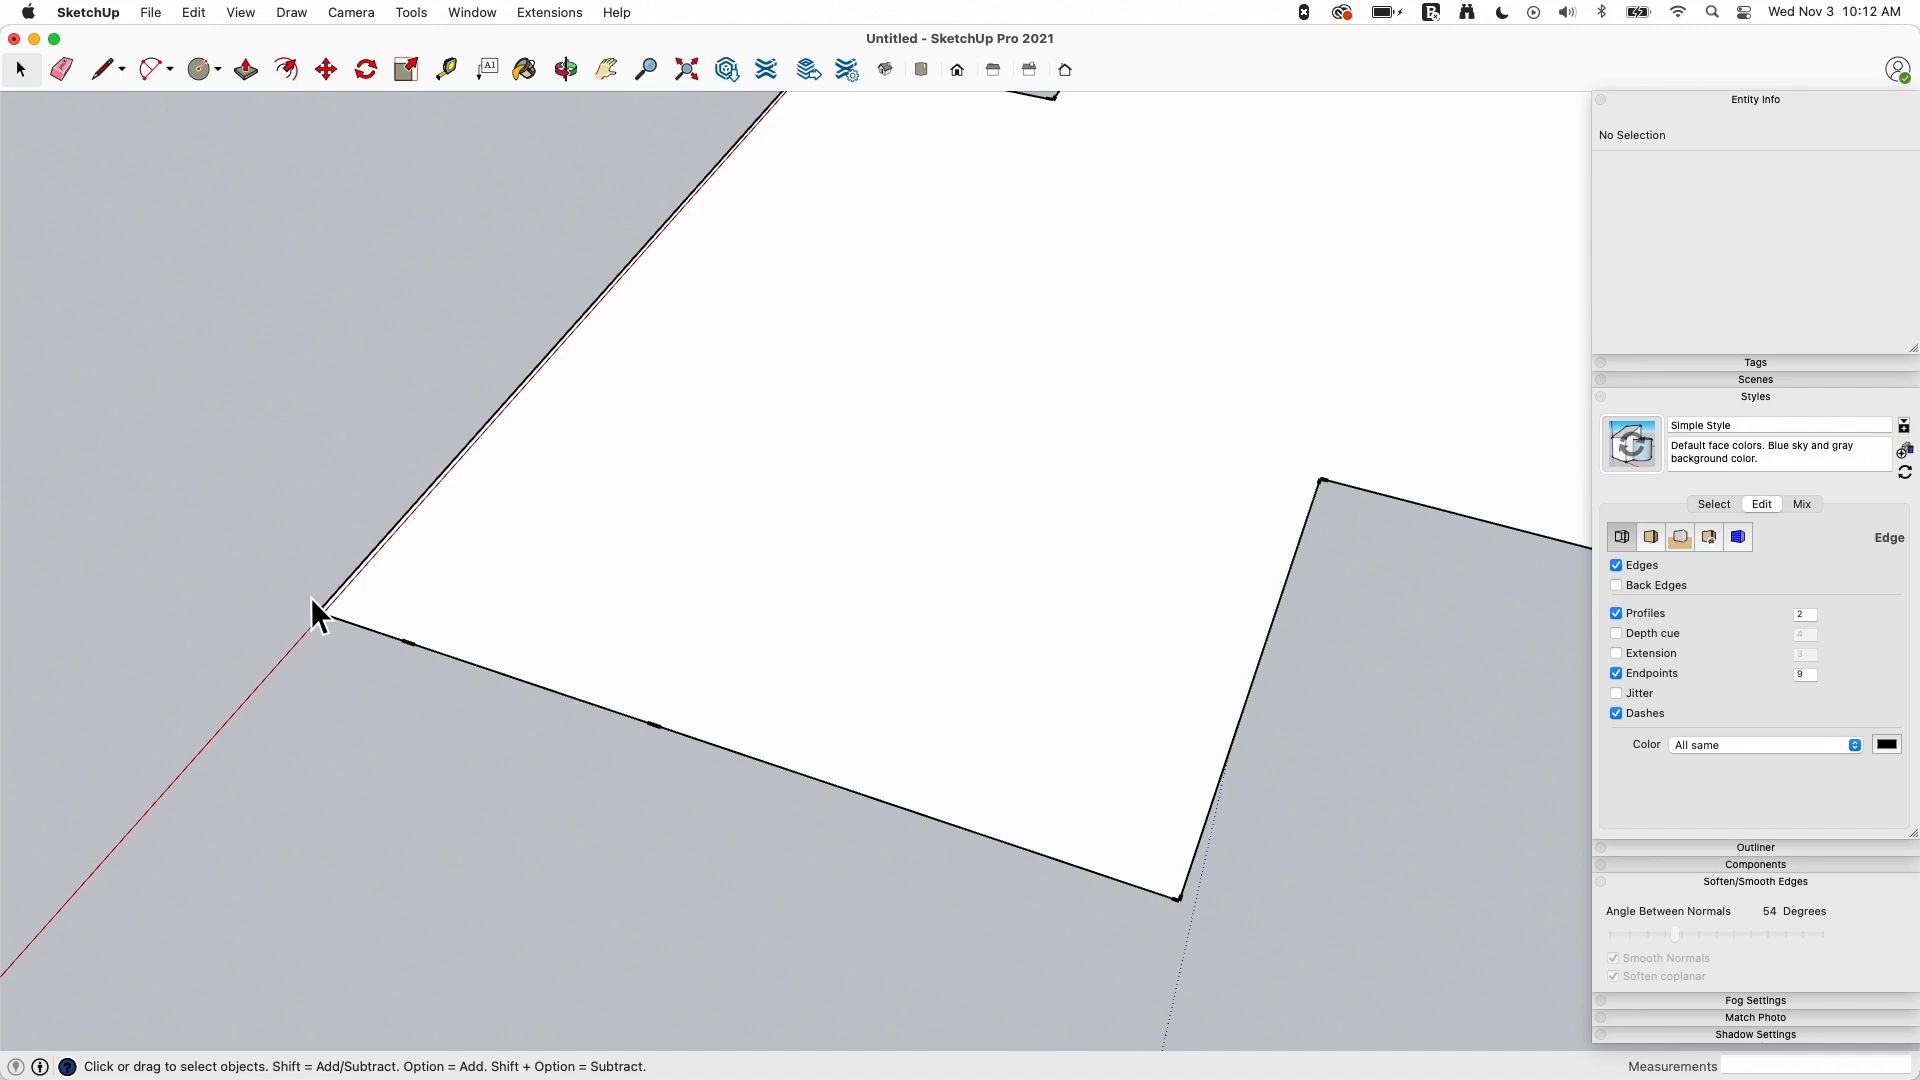 SketchUp File Edit View Draw Camera Tools Window Extensions Help Wed Nov 3 10:12 AM
Untitled - SketchUp Pro 2021
A1
Entity Info
No Selection
Tags
Scenes
Styles
Simple Style
Default face colors. Blue sky and gray
background color.
Select Edit Mix
Edge
Edges
Back Edges
Profiles 2
Depth cue 4
Extension 3
Endpoints 9
Jitter
Dashes
Color All same
Outliner
Components
Soften/Smooth Edges
Angle Between Normals 54 Degrees
Smooth Normals
Soften coplanar
Fog Settings
Match Photo
Shadow Settings
Click or drag to select objects. Shift = Add/Subtract. Option = Add. Shift + Option = Subtract.
Measurements